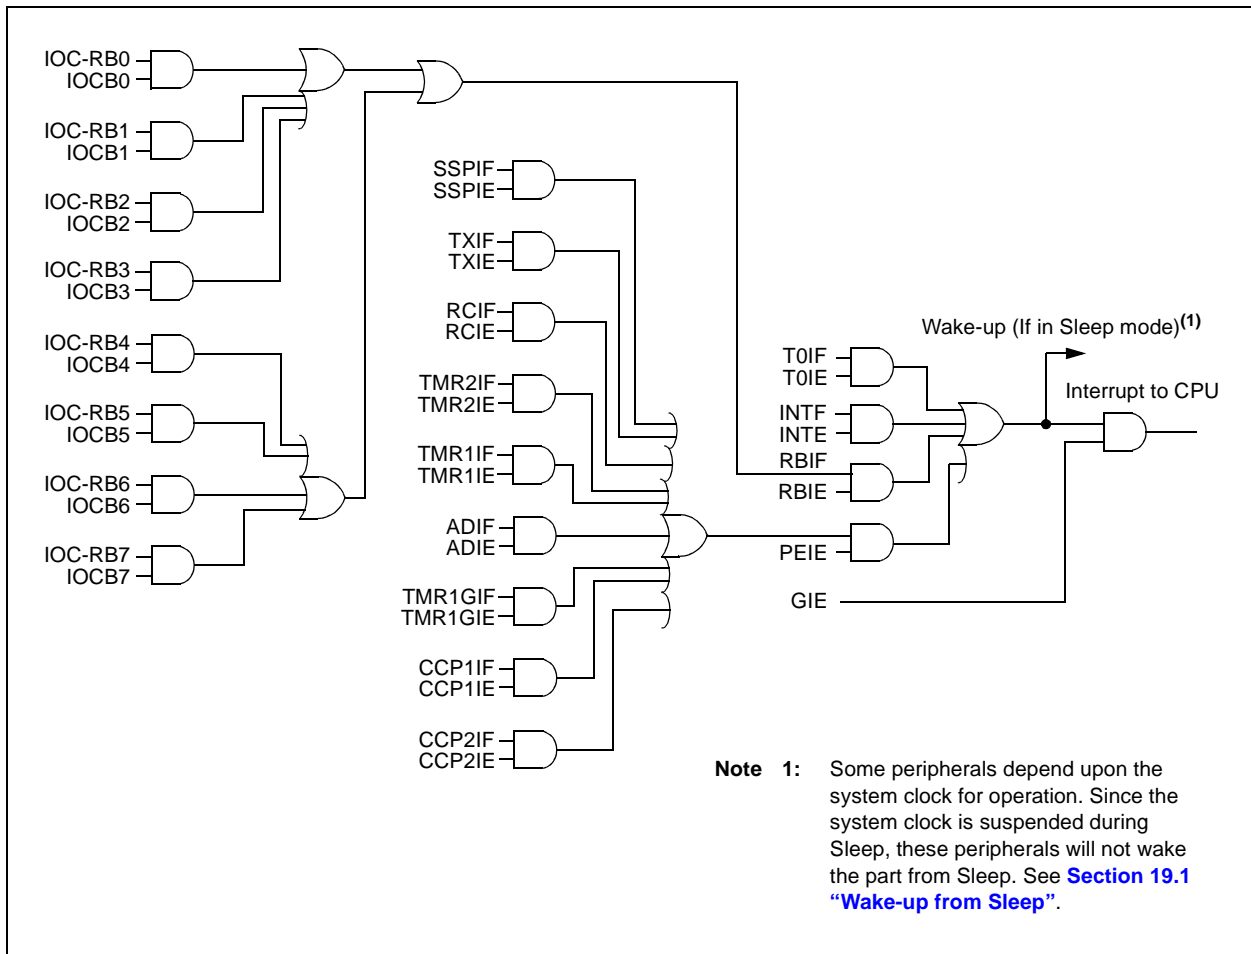 IOC-RB0
IOCB0
IOC-RB1
IOCB1
IOC-RB2
IOCB2
IOC-RB3
IOCB3
IOC-RB4
IOCB4
IOC-RB5
IOCB5
IOC-RB6
IOCB6
IOC-RB7
IOCB7
SSPIF
SSPIE
TXIF
TXIE
RCIF
RCIE
TMR2IF
TMR2IE
TMR1IF
TMR1IE
ADIF
ADIE
TMR1GIF
TMR1GIE
CCP1IF
CCP1IE
CCP2IF
CCP2IE
Wake-up (If in Sleep mode)(1)
T0IF
T0IE
Interrupt to CPU
INTF
INTE
RBIF
RBIE
PEIE
GIE
Note 1: Some peripherals depend upon the
system clock for operation. Since the
system clock is suspended during
Sleep, these peripherals will not wake
the part from Sleep. See Section 19.1
“Wake-up from Sleep”.